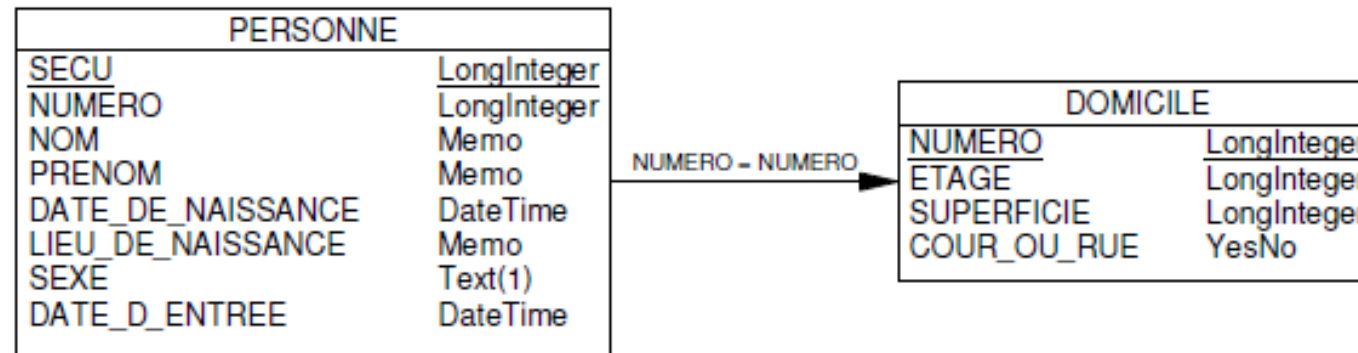 PERSONNE
SECU LongInteger
NUMERO LongInteger
NOM Memo
PRENOM Memo
DATE_DE_NAISSANCE DateTime
LIEU_DE_NAISSANCE Memo
SEXE Text(1)
DATE_D_ENTREE DateTime
NUMERO = NUMERO
DOMICILE
NUMERO LongInteger
ETAGE LongInteger
SUPERFICIE LongInteger
COUR_OU_RUE YesNo